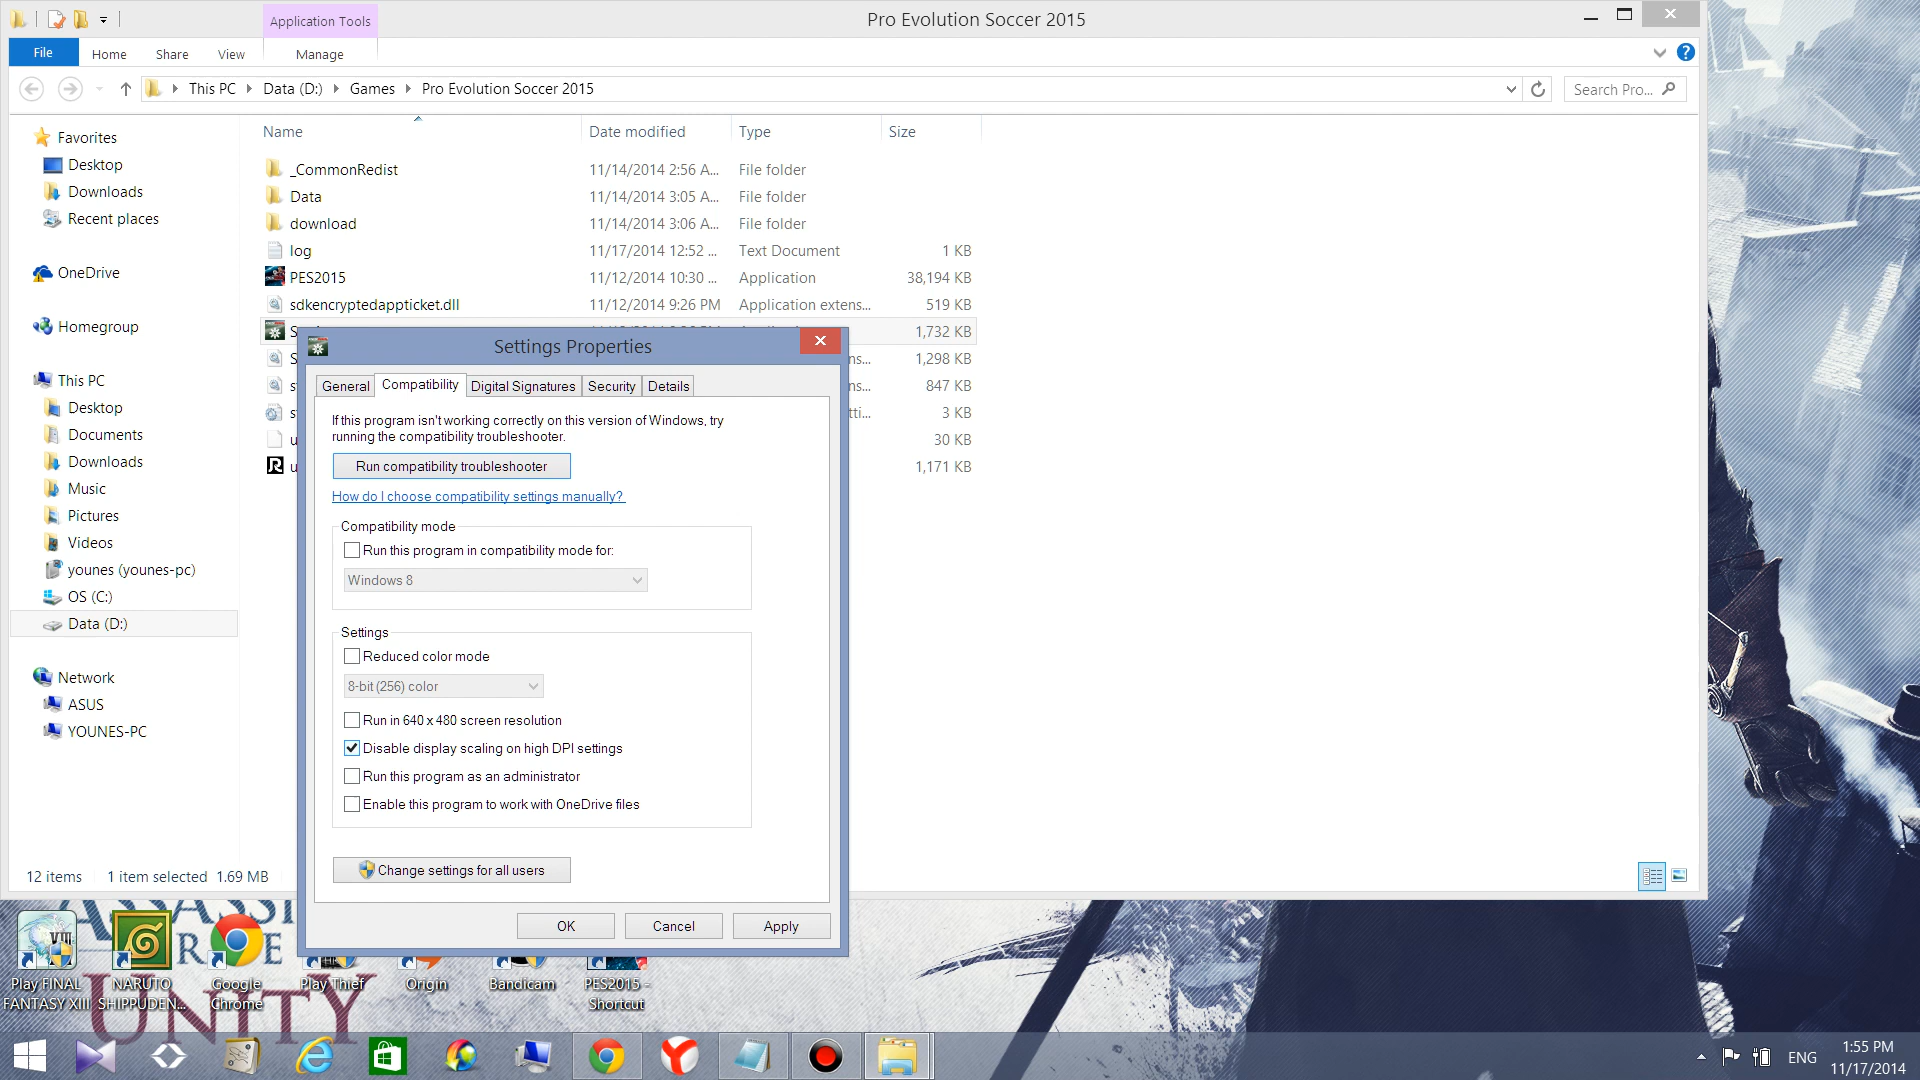 Application Tools
Pro Evolution Soccer 2015
File
Home
Share
View
Manage
This PC
Data (D:)
Games
Pro Evolution Soccer 2015
Search Pro...
Favorites
Desktop
Downloads
Recent places
OneDrive
Homegroup
This PC
Desktop
Documents
Downloads
Music
Pictures
Videos
younes (younes-pc)
OS (C:)
Data (D:)
Network
ASUS
YOUNES-PC
Name Date modified Type Size
_CommonRedist 11/14/2014 2:56 A... File folder
Data 11/14/2014 3:05 A... File folder
download 11/14/2014 3:06 A... File folder
log 11/17/2014 12:52 ... Text Document 1 KB
PES2015 11/12/2014 10:30 ... Application 38,194 KB
sdkencryptedappticket.dll 11/12/2014 9:26 PM Application extens... 519 KB
1,732 KB
ns... 1,298 KB
ns... 847 KB
tti... 3 KB
30 KB
1,171 KB
Settings Properties
General
Compatibility
Digital Signatures
Security
Details
If this program isn't working correctly on this version of Windows, try
running the compatibility troubleshooter.
Run compatibility troubleshooter
How do I choose compatibility settings manually?
Compatibility mode
Run this program in compatibility mode for:
Windows 8
Settings
Reduced color mode
8-bit (256) color
Run in 640 x 480 screen resolution
Disable display scaling on high DPI settings
Run this program as an administrator
Enable this program to work with OneDrive files
Change settings for all users
OK
Cancel
Apply
12 items 1 item selected 1.69 MB
UNITY
Play FINAL
FANTASY XIII
NARUTO
SHIPPUDEN...
Google
Chrome
Play Thief
Origin
Bandicam
PES2015 -
Shortcut
ENG
1:55 PM
11/17/2014